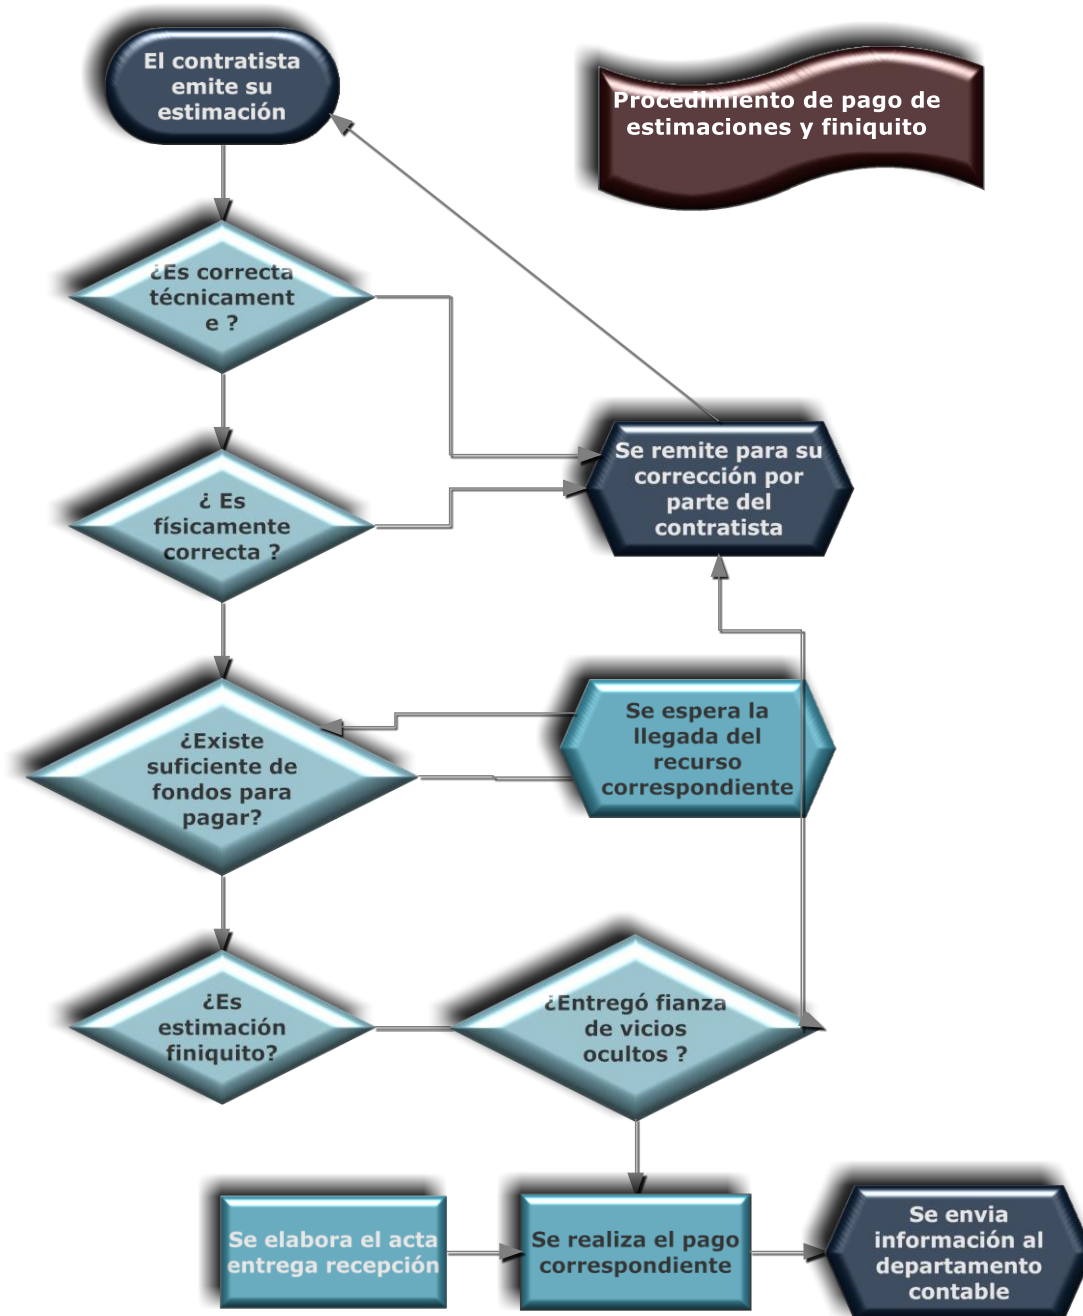 El contratista
emite su
estimación
Procedimiento de pago de
estimaciones y finiquito
¿Es correcta
técnicament
e ?
¿ Es
físicamente
correcta ?
Se remite para su
corrección por
parte del
contratista
¿Existe
suficiente de
fondos para
pagar?
Se espera la
llegada del
recurso
correspondiente
¿Es
estimación
finiquito?
¿Entregó fianza
de vicios
ocultos ?
Se elabora el acta
entrega recepción
Se realiza el pago
correspondiente
Se envia
información al
departamento
contable